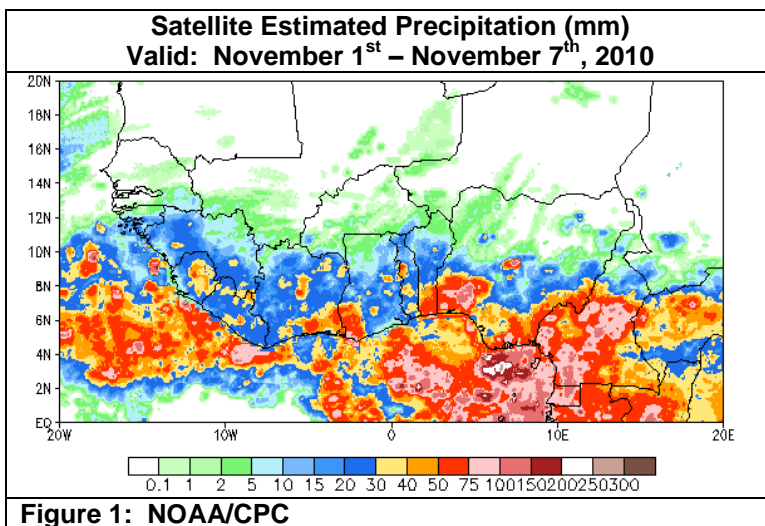 Satellite Estimated Precipitation (mm)
Valid: November 1st – November 7th, 2010
20N
18N
16N
14N
12N
10N
8N
6N
4N
2N
EQ
20W 10W 0 10E 20E
0.1 1 2 5 10 15 20 30 40 50 75 100 150 200 250 300
Figure 1: NOAA/CPC